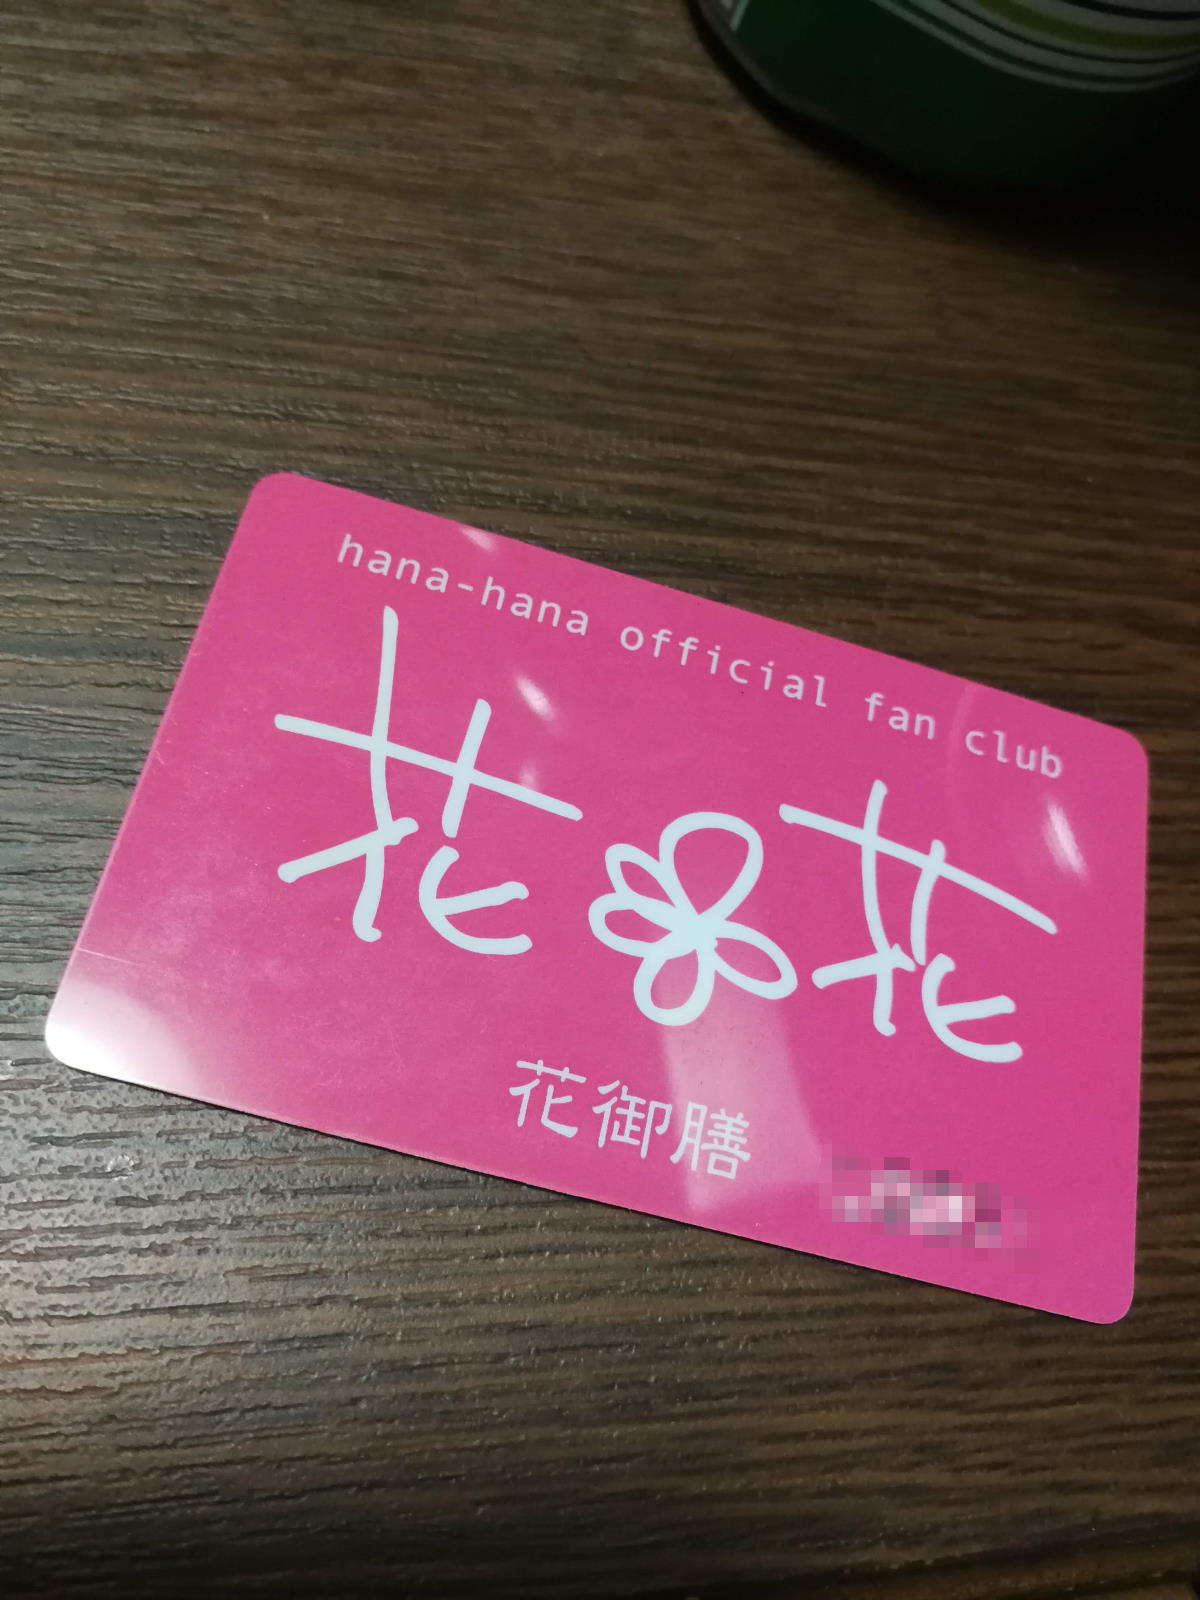 hana-hana official fan club
花花
花御膳